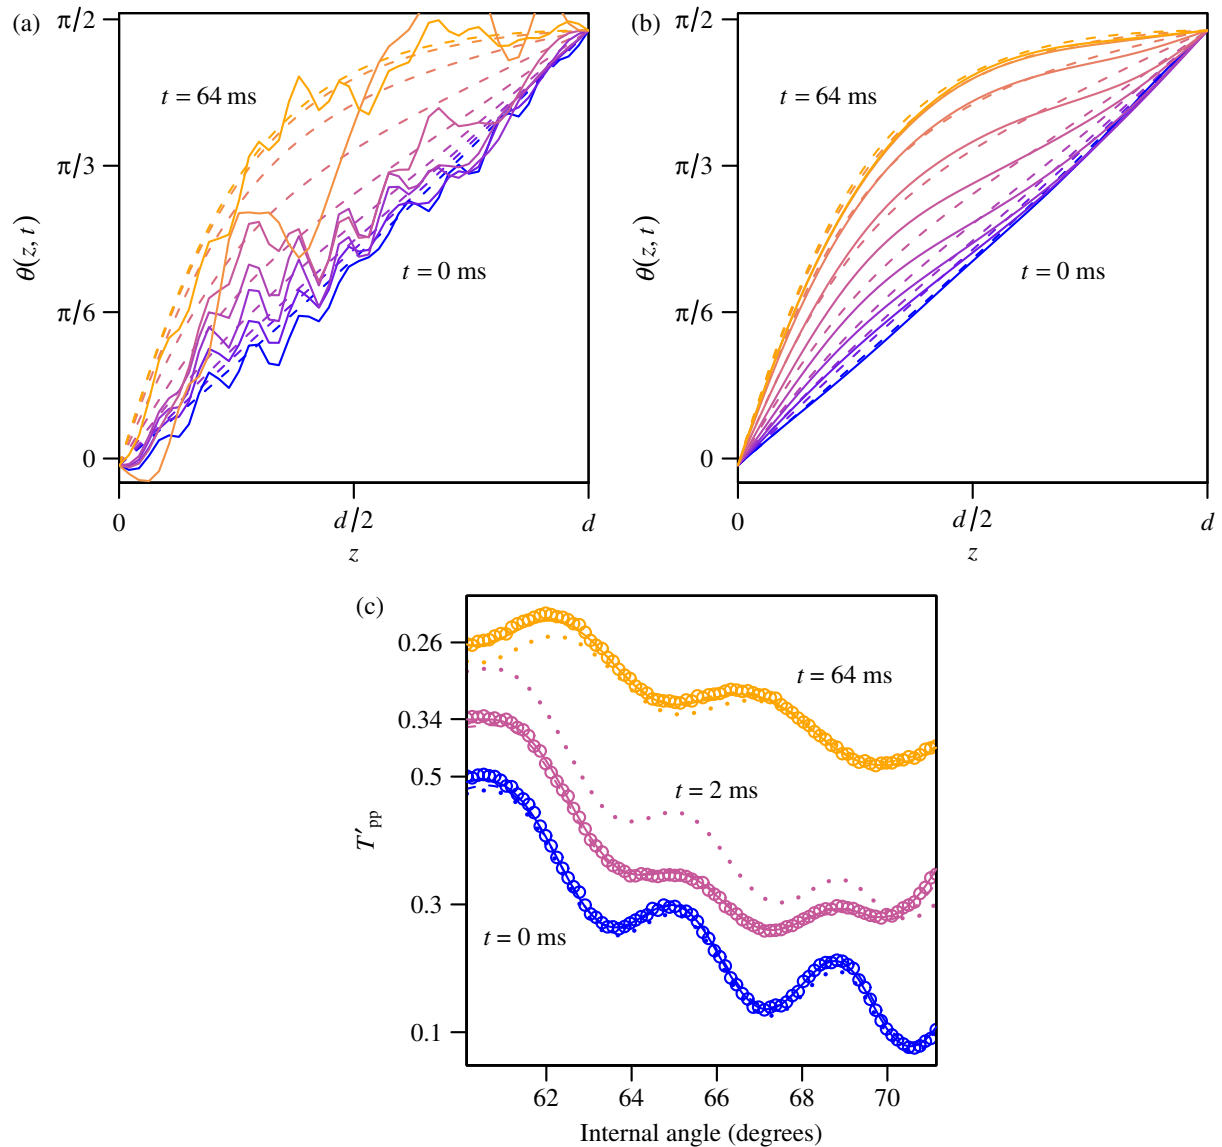 (a)
π/2
π/3
π/6
0
θ(z, t)
t = 64 ms
t = 0 ms
0
d/2
d
z
(b)
π/2
π/3
π/6
0
θ(z, t)
t = 64 ms
t = 0 ms
0
d/2
d
z
(c)
0.26
0.34
0.5
0.3
0.1
T′pp
t = 64 ms
t = 2 ms
t = 0 ms
62 64 66 68 70
Internal angle (degrees)